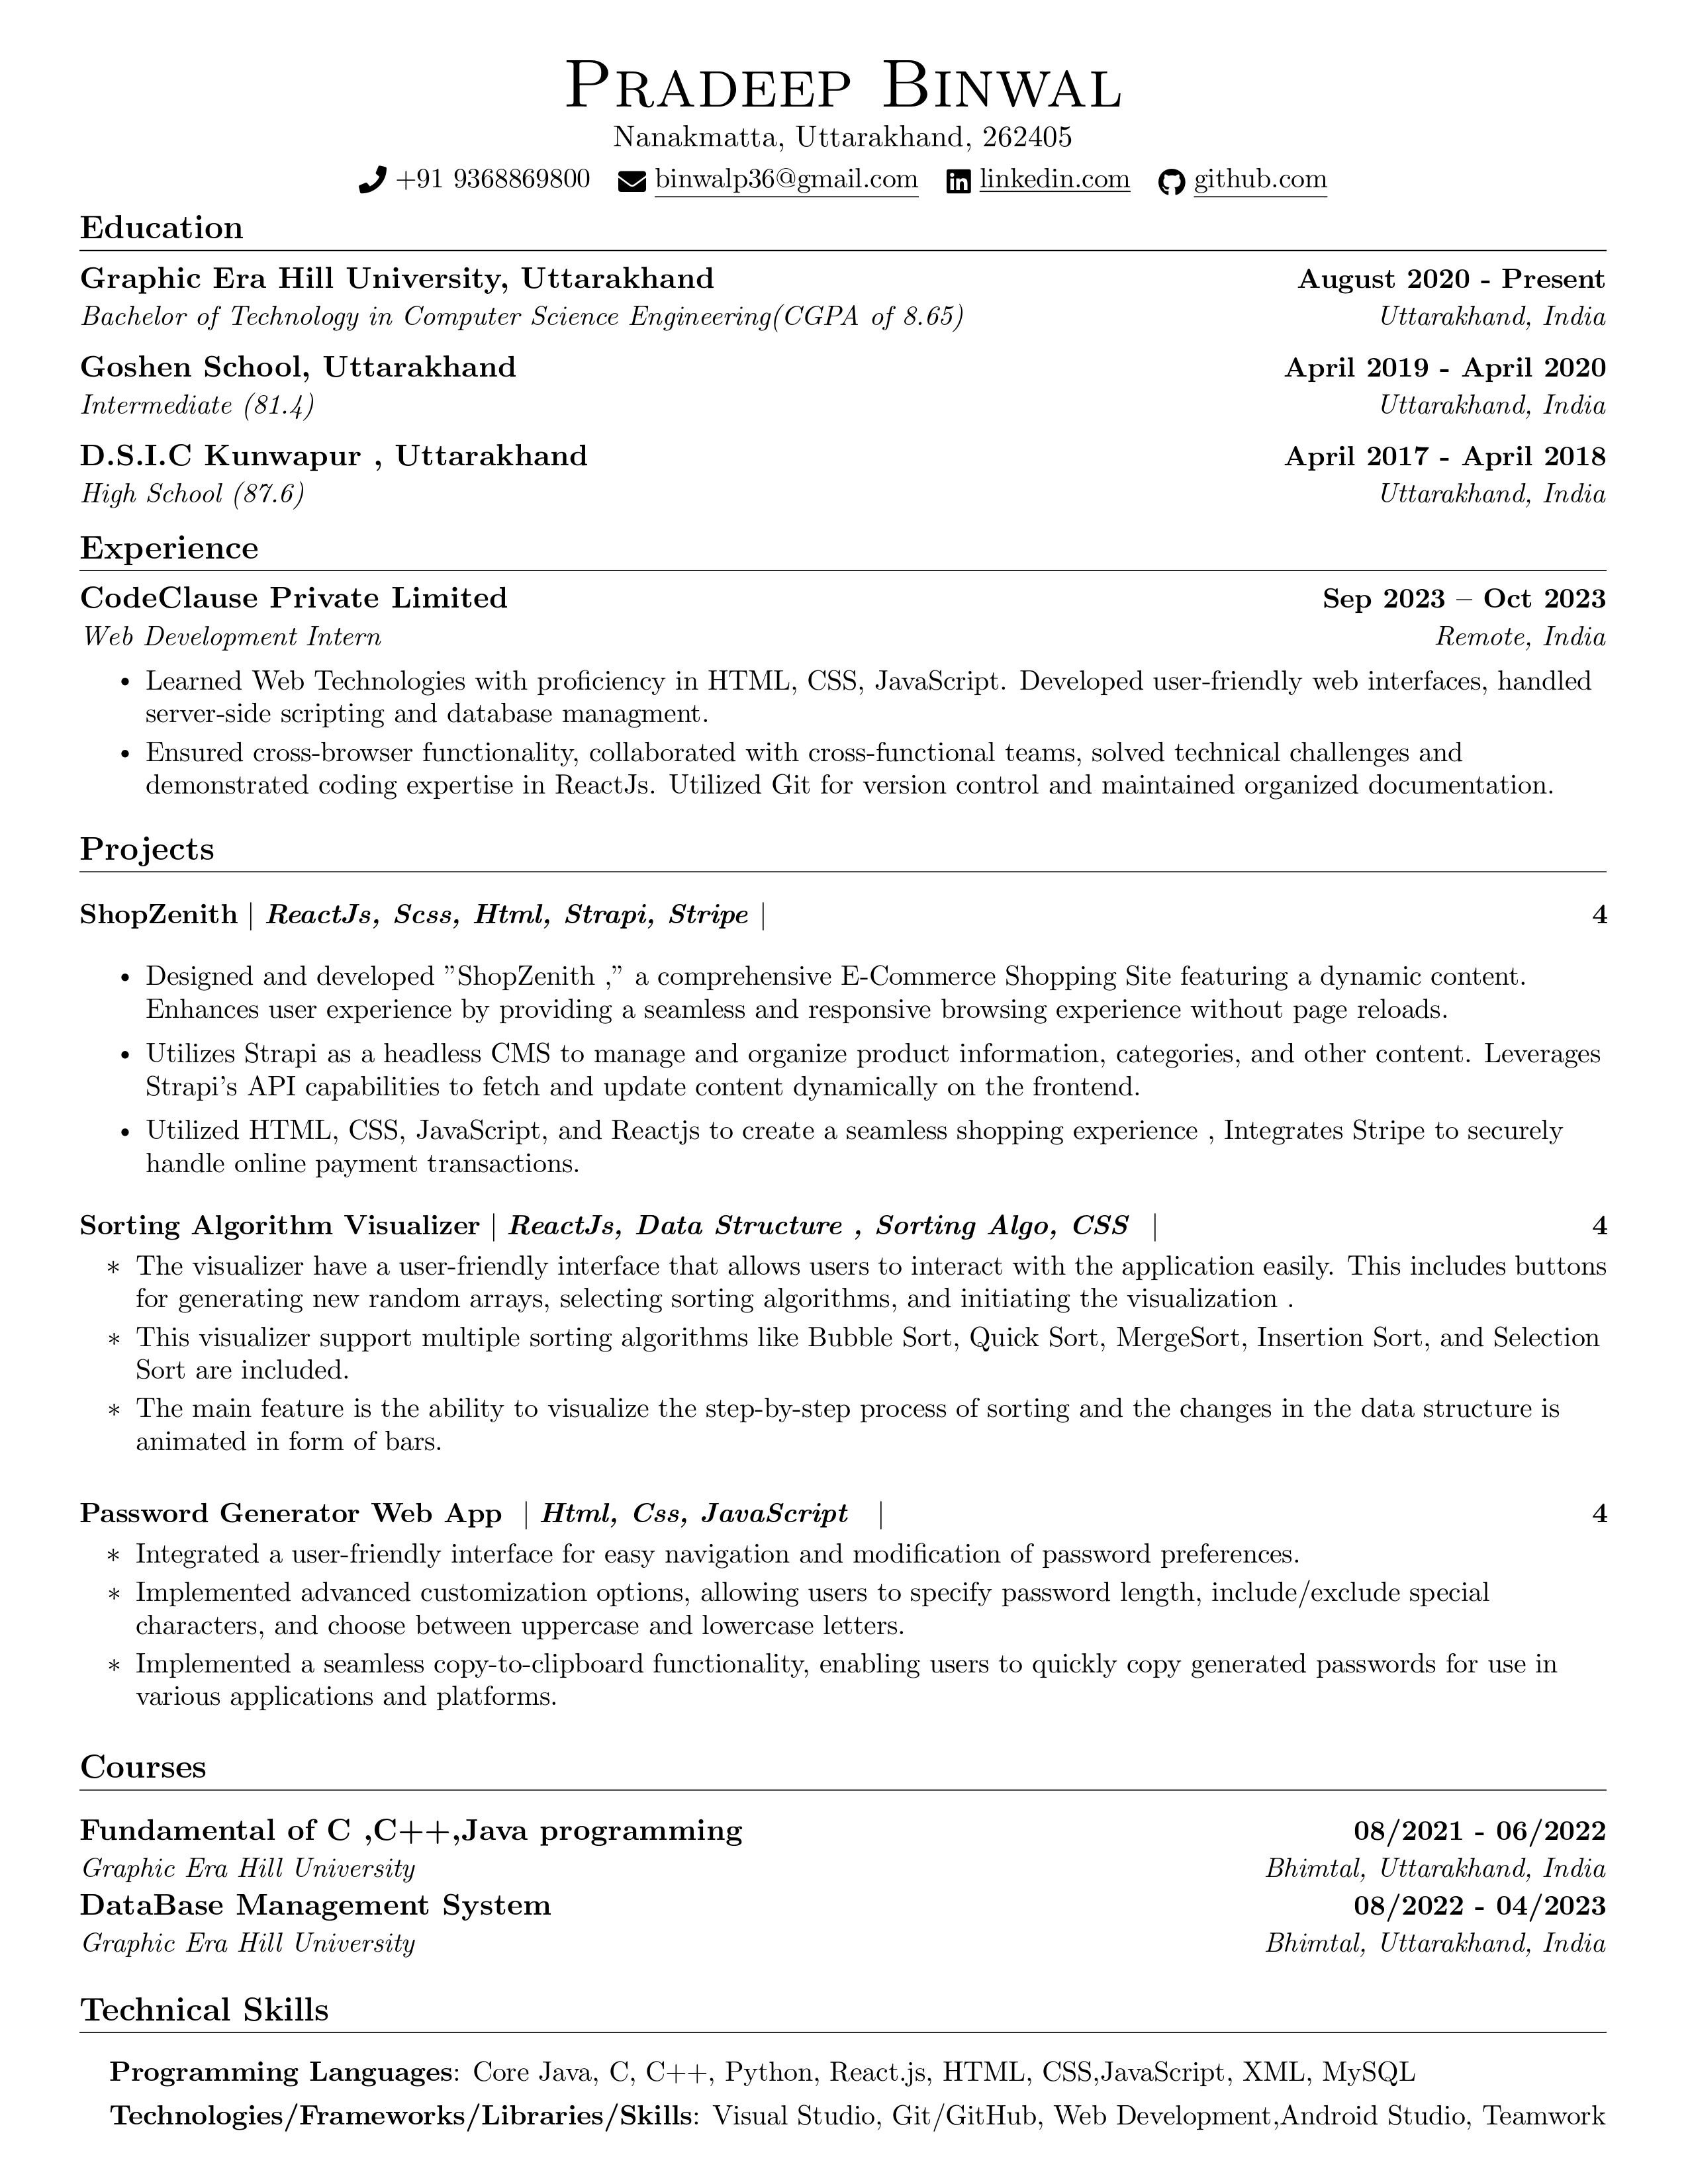 Pradeep Binwal
Nanakmatta, Uttarakhand, 262405
+91 9368869800 binwalp36@gmail.com linkedin.com github.com
Education
Graphic Era Hill University, Uttarakhand August 2020 - Present
Bachelor of Technology in Computer Science Engineering(CGPA of 8.65) Uttarakhand, India
Goshen School, Uttarakhand April 2019 - April 2020
Intermediate (81.4) Uttarakhand, India
D.S.I.C Kunwapur , Uttarakhand April 2017 - April 2018
High School (87.6) Uttarakhand, India
Experience
CodeClause Private Limited Sep 2023 – Oct 2023
Web Development Intern Remote, India
• Learned Web Technologies with proficiency in HTML, CSS, JavaScript. Developed user-friendly web interfaces, handled
server-side scripting and database managment.
• Ensured cross-browser functionality, collaborated with cross-functional teams, solved technical challenges and
demonstrated coding expertise in ReactJs. Utilized Git for version control and maintained organized documentation.
Projects
ShopZenith | ReactJs, Scss, Html, Strapi, Stripe | 4
• Designed and developed ”ShopZenith ,” a comprehensive E-Commerce Shopping Site featuring a dynamic content.
Enhances user experience by providing a seamless and responsive browsing experience without page reloads.
• Utilizes Strapi as a headless CMS to manage and organize product information, categories, and other content. Leverages
Strapi's API capabilities to fetch and update content dynamically on the frontend.
• Utilized HTML, CSS, JavaScript, and Reactjs to create a seamless shopping experience , Integrates Stripe to securely
handle online payment transactions.
Sorting Algorithm Visualizer | ReactJs, Data Structure , Sorting Algo, CSS | 4
∗ The visualizer have a user-friendly interface that allows users to interact with the application easily. This includes buttons
for generating new random arrays, selecting sorting algorithms, and initiating the visualization .
∗ This visualizer support multiple sorting algorithms like Bubble Sort, Quick Sort, MergeSort, Insertion Sort, and Selection
Sort are included.
∗ The main feature is the ability to visualize the step-by-step process of sorting and the changes in the data structure is
animated in form of bars.
Password Generator Web App | Html, Css, JavaScript | 4
∗ Integrated a user-friendly interface for easy navigation and modification of password preferences.
∗ Implemented advanced customization options, allowing users to specify password length, include/exclude special
characters, and choose between uppercase and lowercase letters.
∗ Implemented a seamless copy-to-clipboard functionality, enabling users to quickly copy generated passwords for use in
various applications and platforms.
Courses
Fundamental of C ,C++,Java programming 08/2021 - 06/2022
Graphic Era Hill University Bhimtal, Uttarakhand, India
DataBase Management System 08/2022 - 04/2023
Graphic Era Hill University Bhimtal, Uttarakhand, India
Technical Skills
Programming Languages: Core Java, C, C++, Python, React.js, HTML, CSS,JavaScript, XML, MySQL
Technologies/Frameworks/Libraries/Skills: Visual Studio, Git/GitHub, Web Development,Android Studio, Teamwork